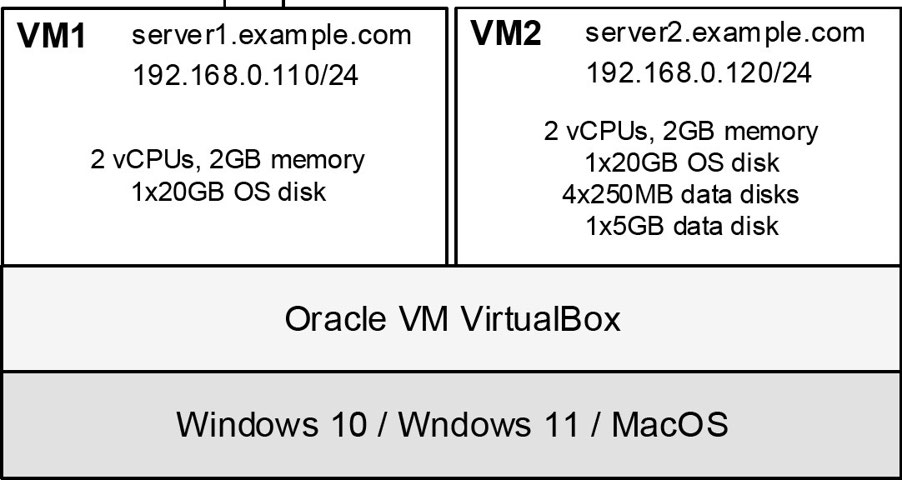 VM1 server1.example.com
192.168.0.110/24
2 vCPUs, 2GB memory
1x20GB OS disk
VM2 server2.example.com
192.168.0.120/24
2 vCPUs, 2GB memory
1x20GB OS disk
4x250MB data disks
1x5GB data disk
Oracle VM VirtualBox
Windows 10 / Wndows 11 / MacOS